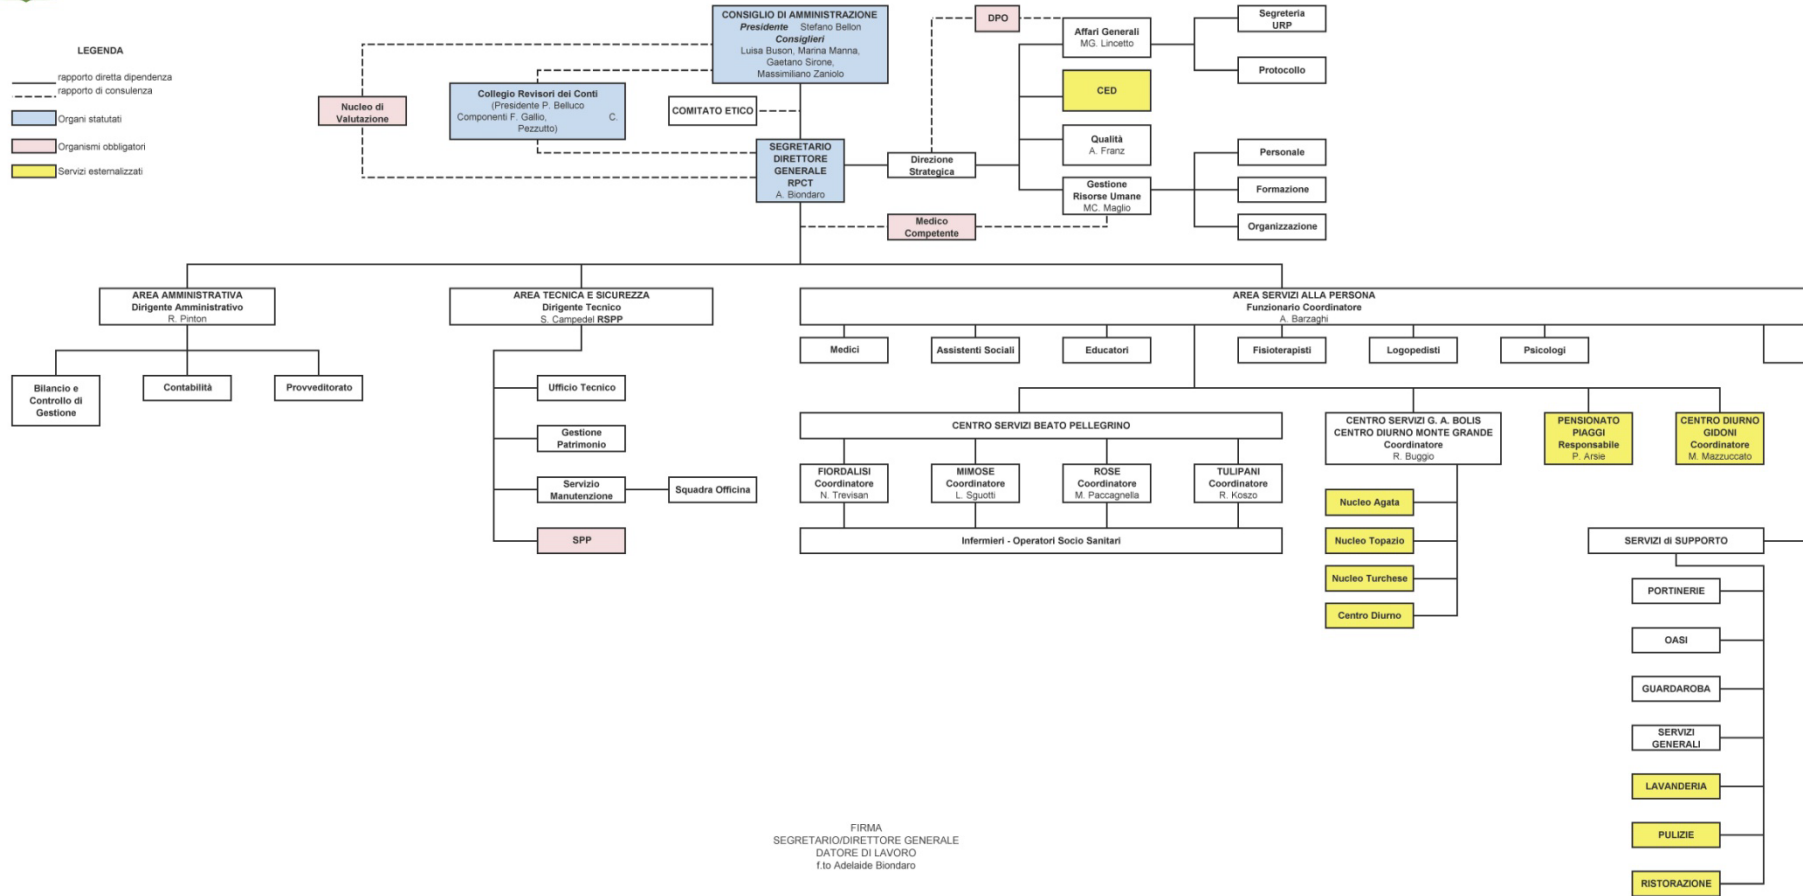 LEGENDA
rapporto diretta dipendenza
rapporto di consulenza
Organi statutati
Organismi obbligatori
Servizi esternalizzati
CONSIGLIO DI AMMINISTRAZIONE
Presidente Stefano Bellon
Consiglieri
Luisa Buson, Marina Manna,
Gaetano Sirone,
Massimiliano Zaniolo
Nucleo di
Valutazione
Collegio Revisori dei Conti
(Presidente P. Belluco
Componenti F. Gallio, C.
Pezzutto)
COMITATO ETICO
SEGRETARIO
DIRETTORE
GENERALE
RPCT
A. Biondaro
Direzione
Strategica
DPO
Medico
Competente
Affari Generali
MG. Lincetto
CED
Qualità
A. Franz
Gestione
Risorse Umane
MC. Maglio
Segreteria
URP
Protocollo
Personale
Formazione
Organizzazione
AREA AMMINISTRATIVA
Dirigente Amministrativo
R. Pinton
Bilancio e
Controllo di
Gestione
Contabilità
Provveditorato
AREA TECNICA E SICUREZZA
Dirigente Tecnico
S. Campedel RSPP
Ufficio Tecnico
Gestione
Patrimonio
Servizio
Manutenzione
Squadra Officina
SPP
AREA SERVIZI ALLA PERSONA
Funzionario Coordinatore
A. Barzaghi
Medici
Assistenti Sociali
Educatori
Fisioterapisti
Logopedisti
Psicologi
CENTRO SERVIZI BEATO PELLEGRINO
FIORDALISI
Coordinatore
N. Trevisan
MIMOSE
Coordinatore
L. Sguotti
ROSE
Coordinatore
M. Paccagnella
TULIPANI
Coordinatore
R. Koszo
Infermieri - Operatori Socio Sanitari
CENTRO SERVIZI G. A. BOLIS
CENTRO DIURNO MONTE GRANDE
Coordinatore
R. Buggio
Nucleo Agata
Nucleo Topazio
Nucleo Turchese
Centro Diurno
PENSIONATO
PIAGGI
Responsabile
P. Arsie
CENTRO DIURNO
GIDONI
Coordinatore
M. Mazzuccato
SERVIZI di SUPPORTO
PORTINERIE
OASI
GUARDAROBA
SERVIZI
GENERALI
LAVANDERIA
PULIZIE
RISTORAZIONE
FIRMA
SEGRETARIO/DIRETTORE GENERALE
DATORE DI LAVORO
f.to Adelaide Biondaro